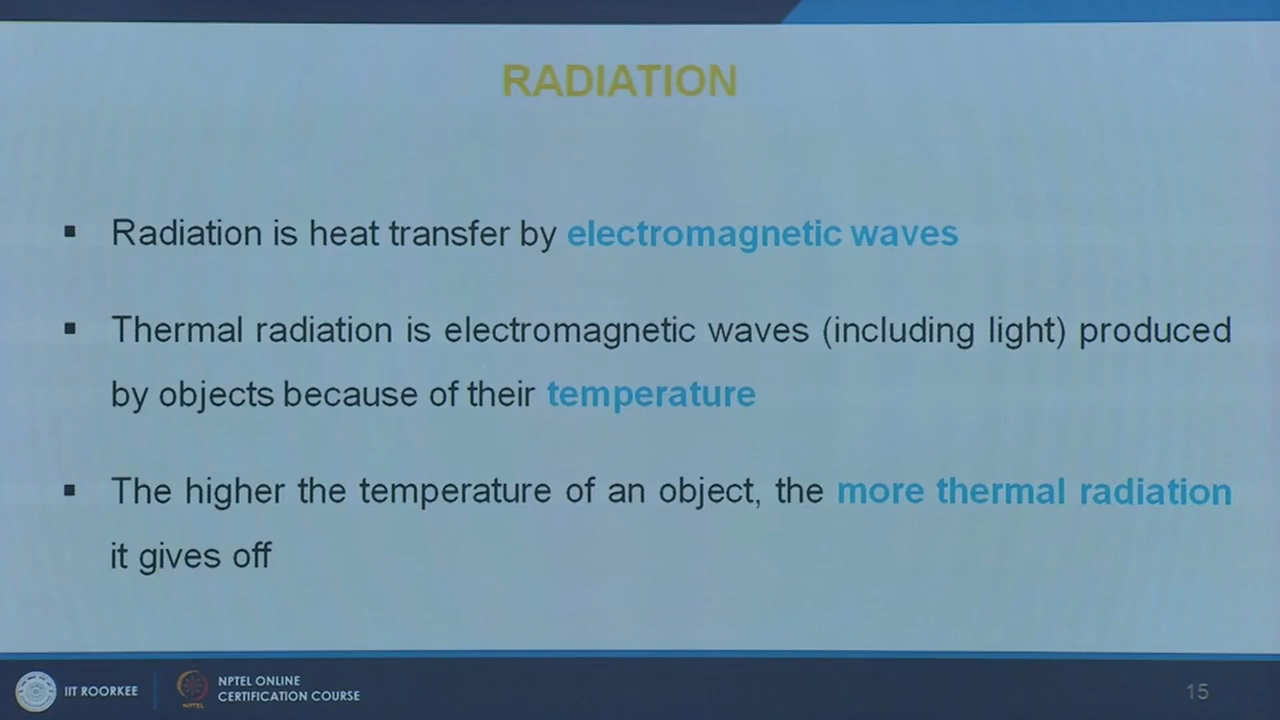 RADIATION
▪ Radiation is heat transfer by electromagnetic waves
▪ Thermal radiation is electromagnetic waves (including light) produced
by objects because of their temperature
▪ The higher the temperature of an object, the more thermal radiation
it gives off
IIT ROORKEE
NPTEL
NPTEL ONLINE
CERTIFICATION COURSE
15